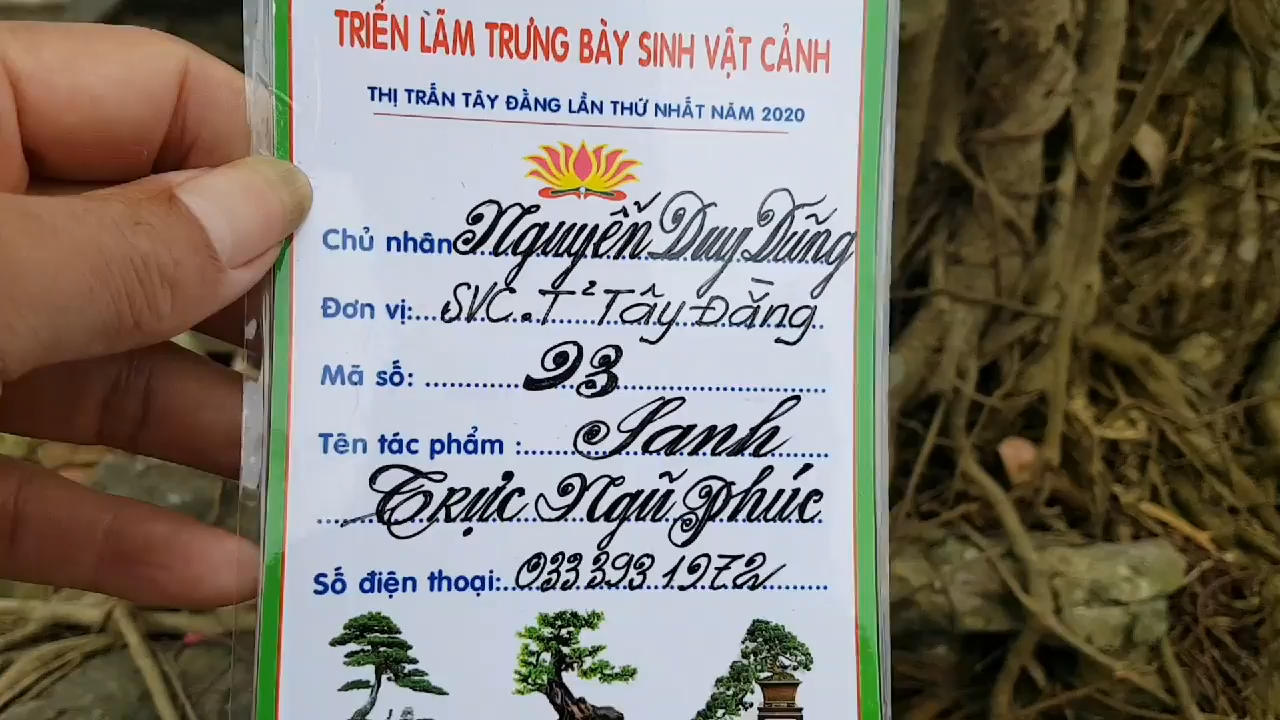 TRIỂN LÃM TRƯNG BÀY SINH VẬT CẢNH
THỊ TRẤN TÂY ĐẰNG LẦN THỨ NHẤT NĂM 2020
Chủ nhân Nguyễn Duy Dũng
Đơn vị:...SVC.T² Tây Đằng
Mã số: ............93............
Tên tác phẩm :......Sanh......
...Trực Ngũ Phúc
Số điện thoại:..033 393 1972......